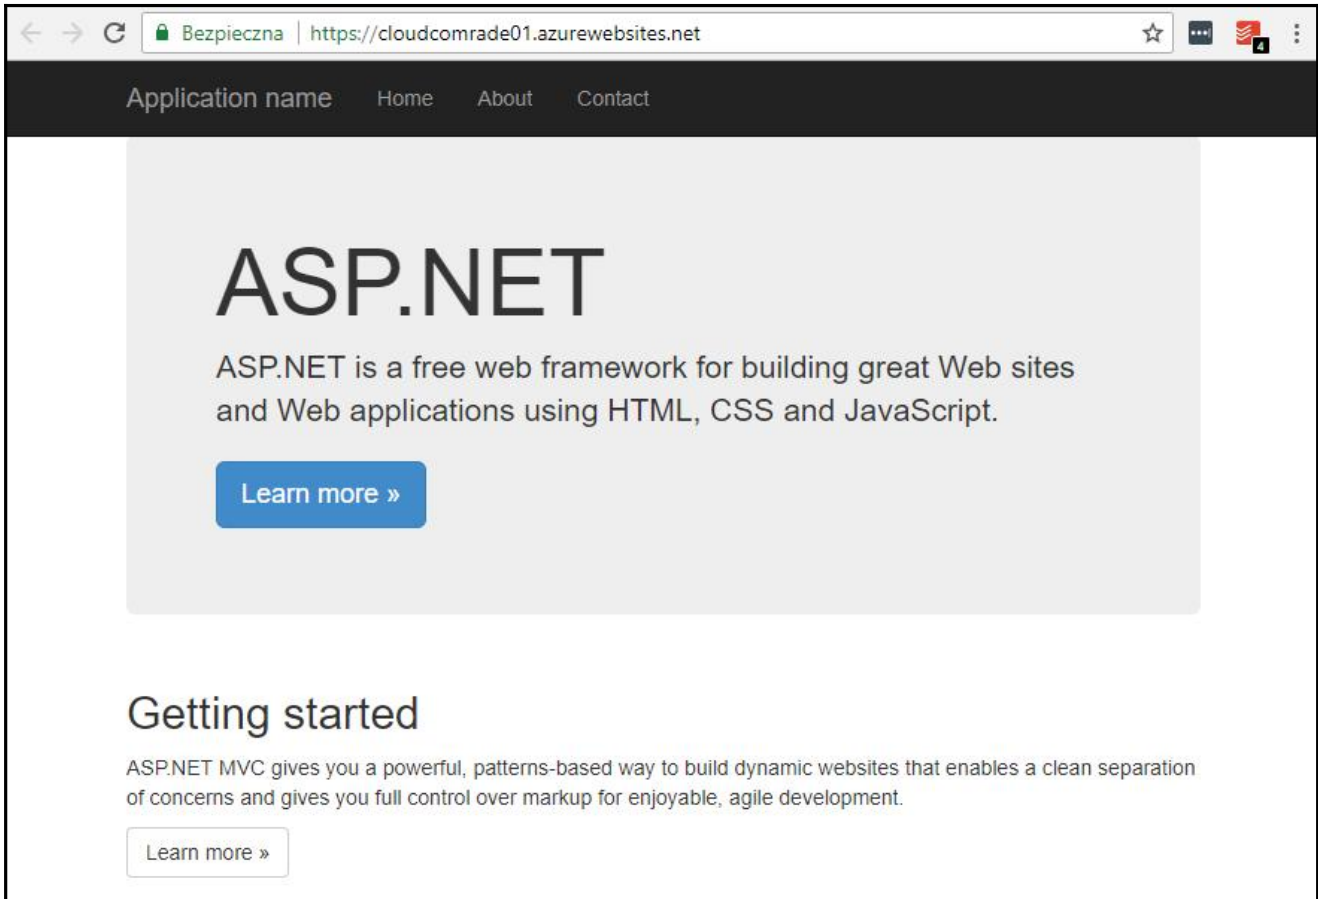 Bezpieczna | https://cloudcomrade01.azurewebsites.net
4
Application name Home About Contact
ASP.NET
ASP.NET is a free web framework for building great Web sites
and Web applications using HTML, CSS and JavaScript.
Learn more »
Getting started
ASP.NET MVC gives you a powerful, patterns-based way to build dynamic websites that enables a clean separation
of concerns and gives you full control over markup for enjoyable, agile development.
Learn more »